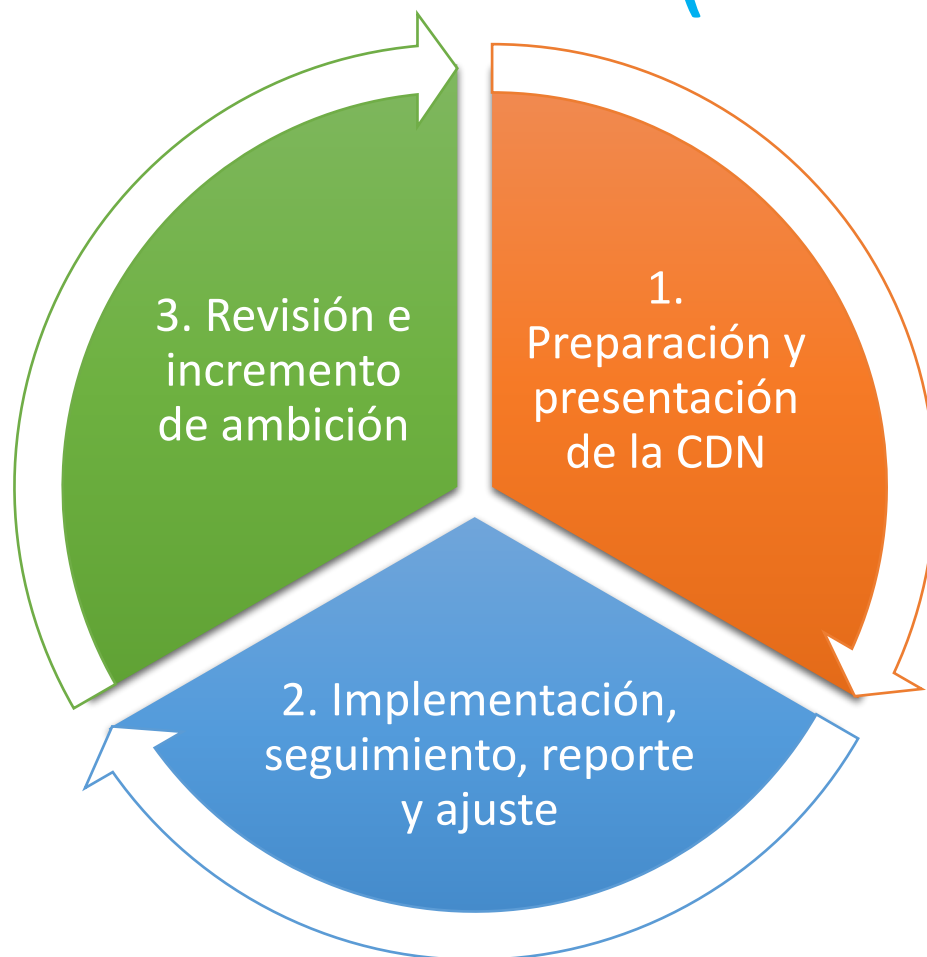 1.
Preparación y
presentación
de la CDN
2. Implementación,
seguimiento, reporte
y ajuste
3. Revisión e
incremento
de ambición